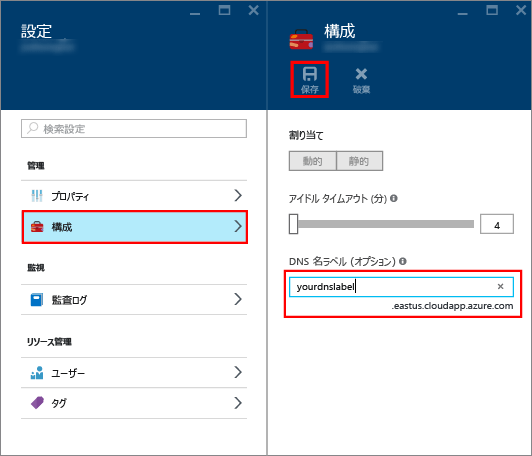 設定
検索設定
管理
プロパティ
構成
監視
監査ログ
リソース管理
ユーザー
タグ
構成
保存
破棄
割り当て
動的
静的
アイドル タイムアウト (分)
4
DNS 名ラベル (オプション)
yourdnslabel
.eastus.cloudapp.azure.com